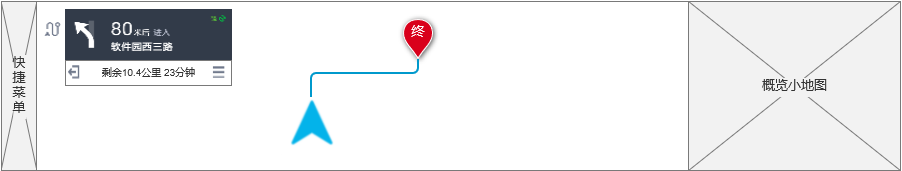 快捷菜单
80米后 进入
软件园西三路
剩余10.4公里 23分钟
终
概览小地图